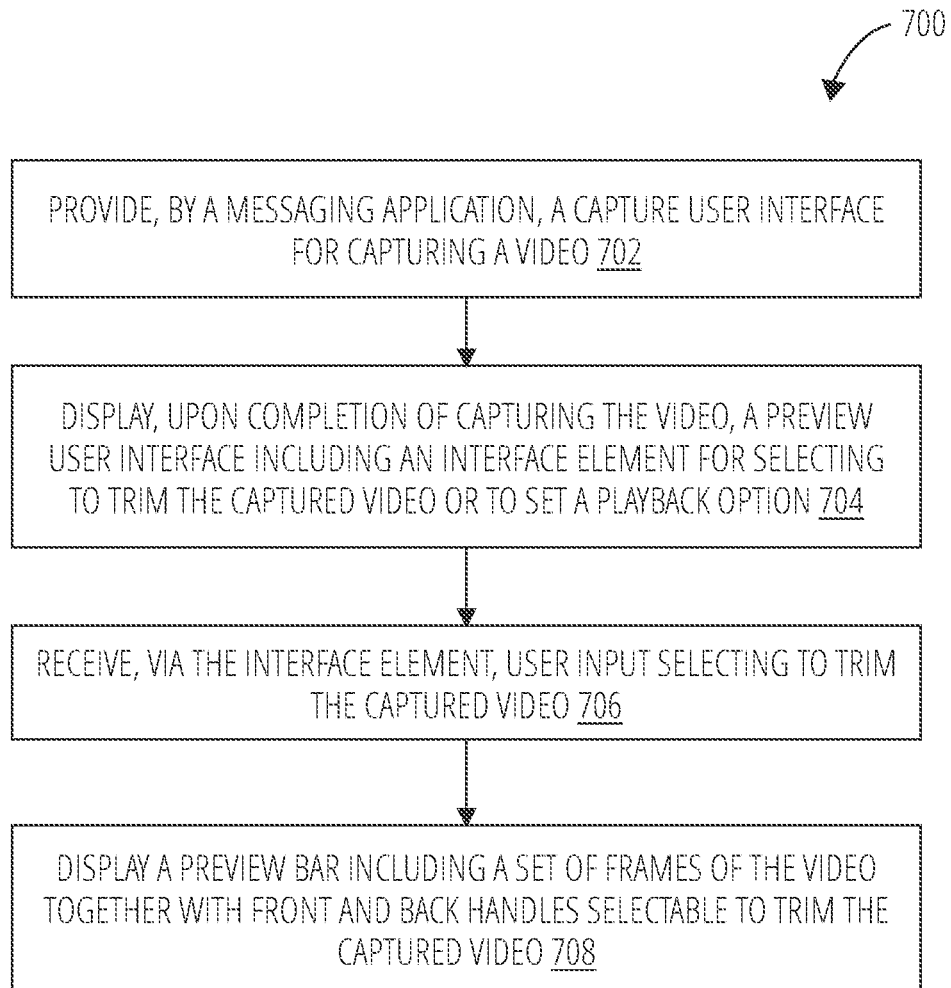 700
PROVIDE, BY A MESSAGING APPLICATION, A CAPTURE USER INTERFACE
FOR CAPTURING A VIDEO 702
DISPLAY, UPON COMPLETION OF CAPTURING THE VIDEO, A PREVIEW
USER INTERFACE INCLUDING AN INTERFACE ELEMENT FOR SELECTING
TO TRIM THE CAPTURED VIDEO OR TO SET A PLAYBACK OPTION 704
RECEIVE, VIA THE INTERFACE ELEMENT, USER INPUT SELECTING TO TRIM
THE CAPTURED VIDEO 706
DISPLAY A PREVIEW BAR INCLUDING A SET OF FRAMES OF THE VIDEO
TOGETHER WITH FRONT AND BACK HANDLES SELECTABLE TO TRIM THE
CAPTURED VIDEO 708